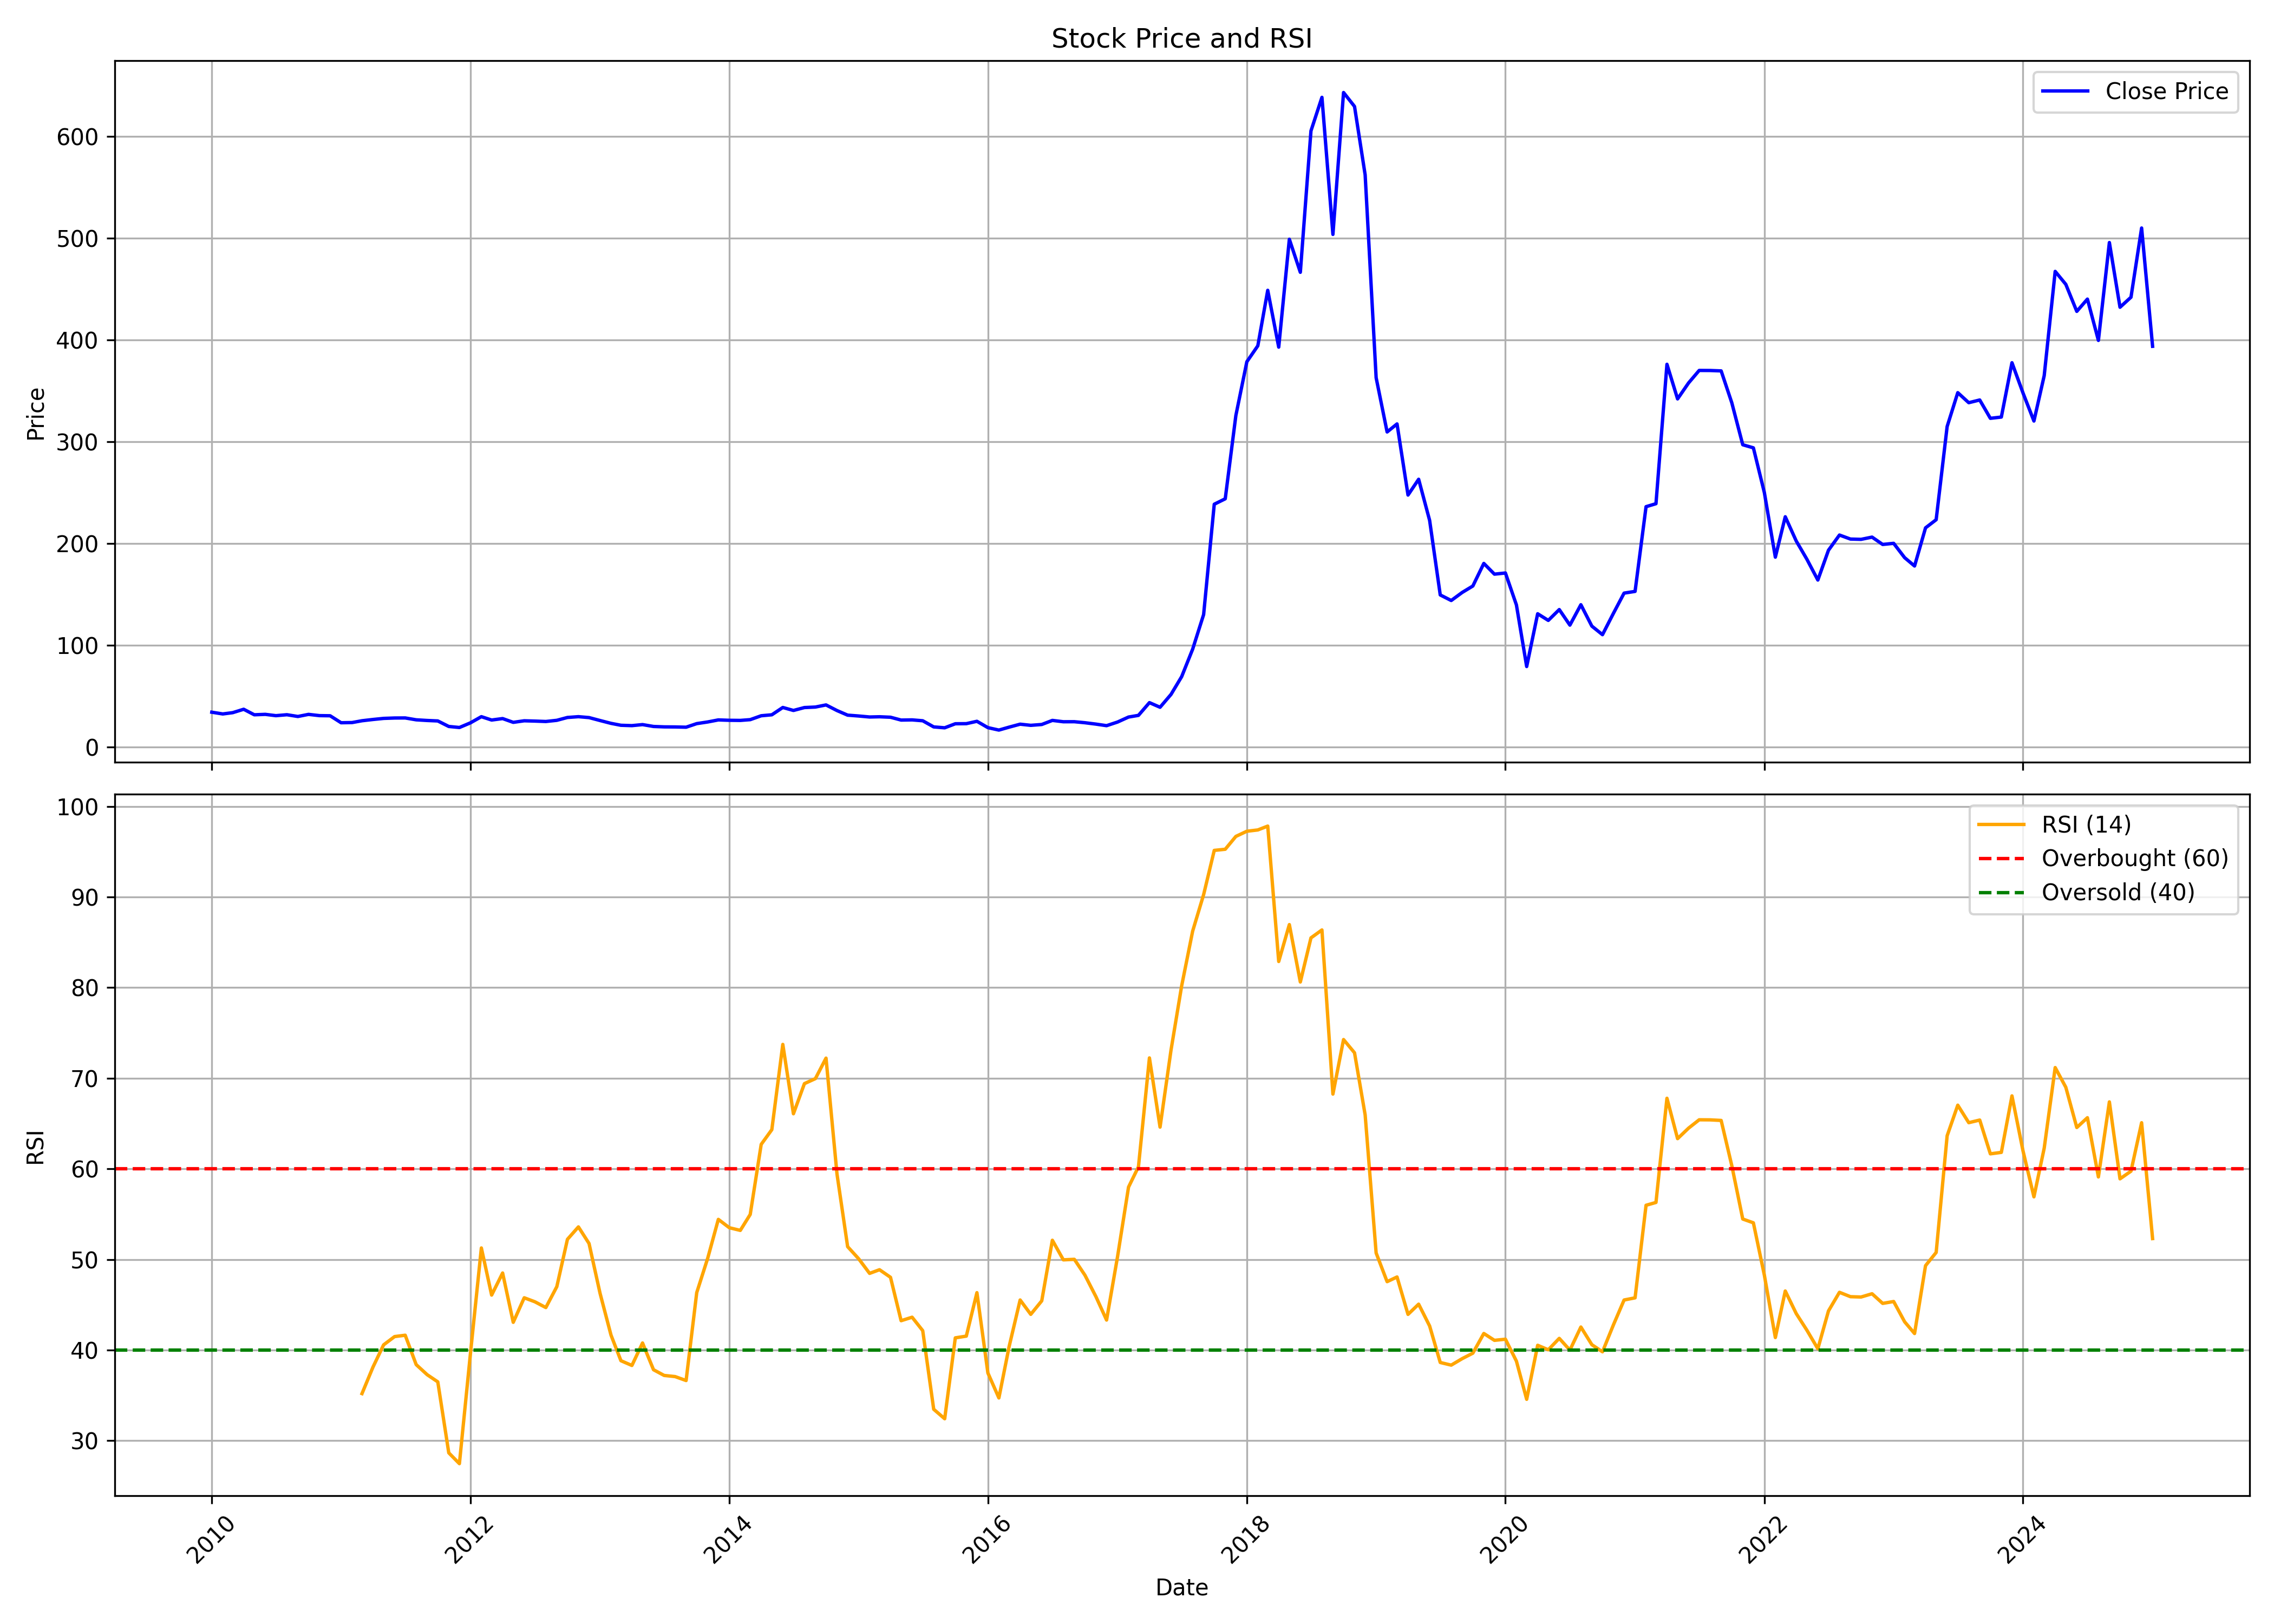 Stock Price and RSI
Close Price
600
500
400
300
200
100
0
Price
RSI (14)
Overbought (60)
Oversold (40)
100
90
80
70
60
50
40
30
RSI
2010 2012 2014 2016 2018 2020 2022 2024
Date